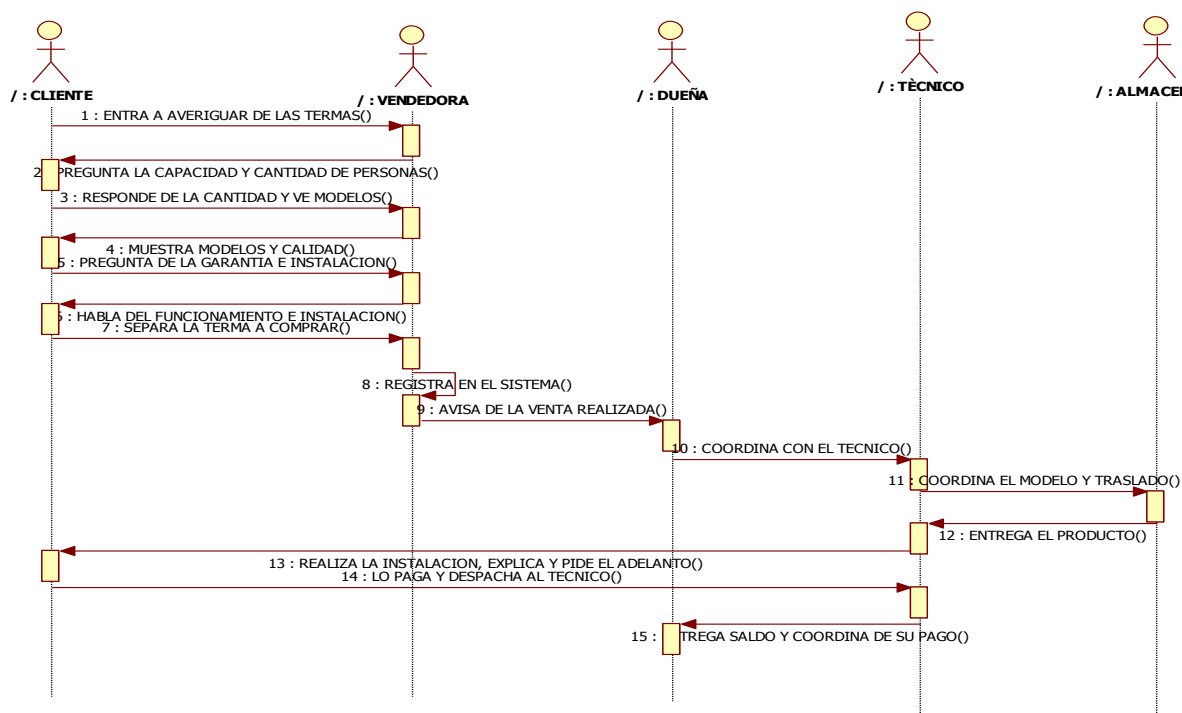 / : CLIENTE
/ : VENDEDORA
/ : DUEÑA
/ : TÈCNICO
/ : ALMACE
1 : ENTRA A AVERIGUAR DE LAS TERMAS()
2 PREGUNTA LA CAPACIDAD Y CANTIDAD DE PERSONAS()
3 : RESPONDE DE LA CANTIDAD Y VE MODELOS()
4 : MUESTRA MODELOS Y CALIDAD()
5 : PREGUNTA DE LA GARANTIA E INSTALACION()
6 : HABLA DEL FUNCIONAMIENTO E INSTALACION()
7 : SEPARA LA TERMA A COMPRAR()
8 : REGISTRA EN EL SISTEMA()
9 : AVISA DE LA VENTA REALIZADA()
10 : COORDINA CON EL TECNICO()
11 : COORDINA EL MODELO Y TRASLADO()
12 : ENTREGA EL PRODUCTO()
13 : REALIZA LA INSTALACION, EXPLICA Y PIDE EL ADELANTO()
14 : LO PAGA Y DESPACHA AL TECNICO()
15 : TREGA SALDO Y COORDINA DE SU PAGO()